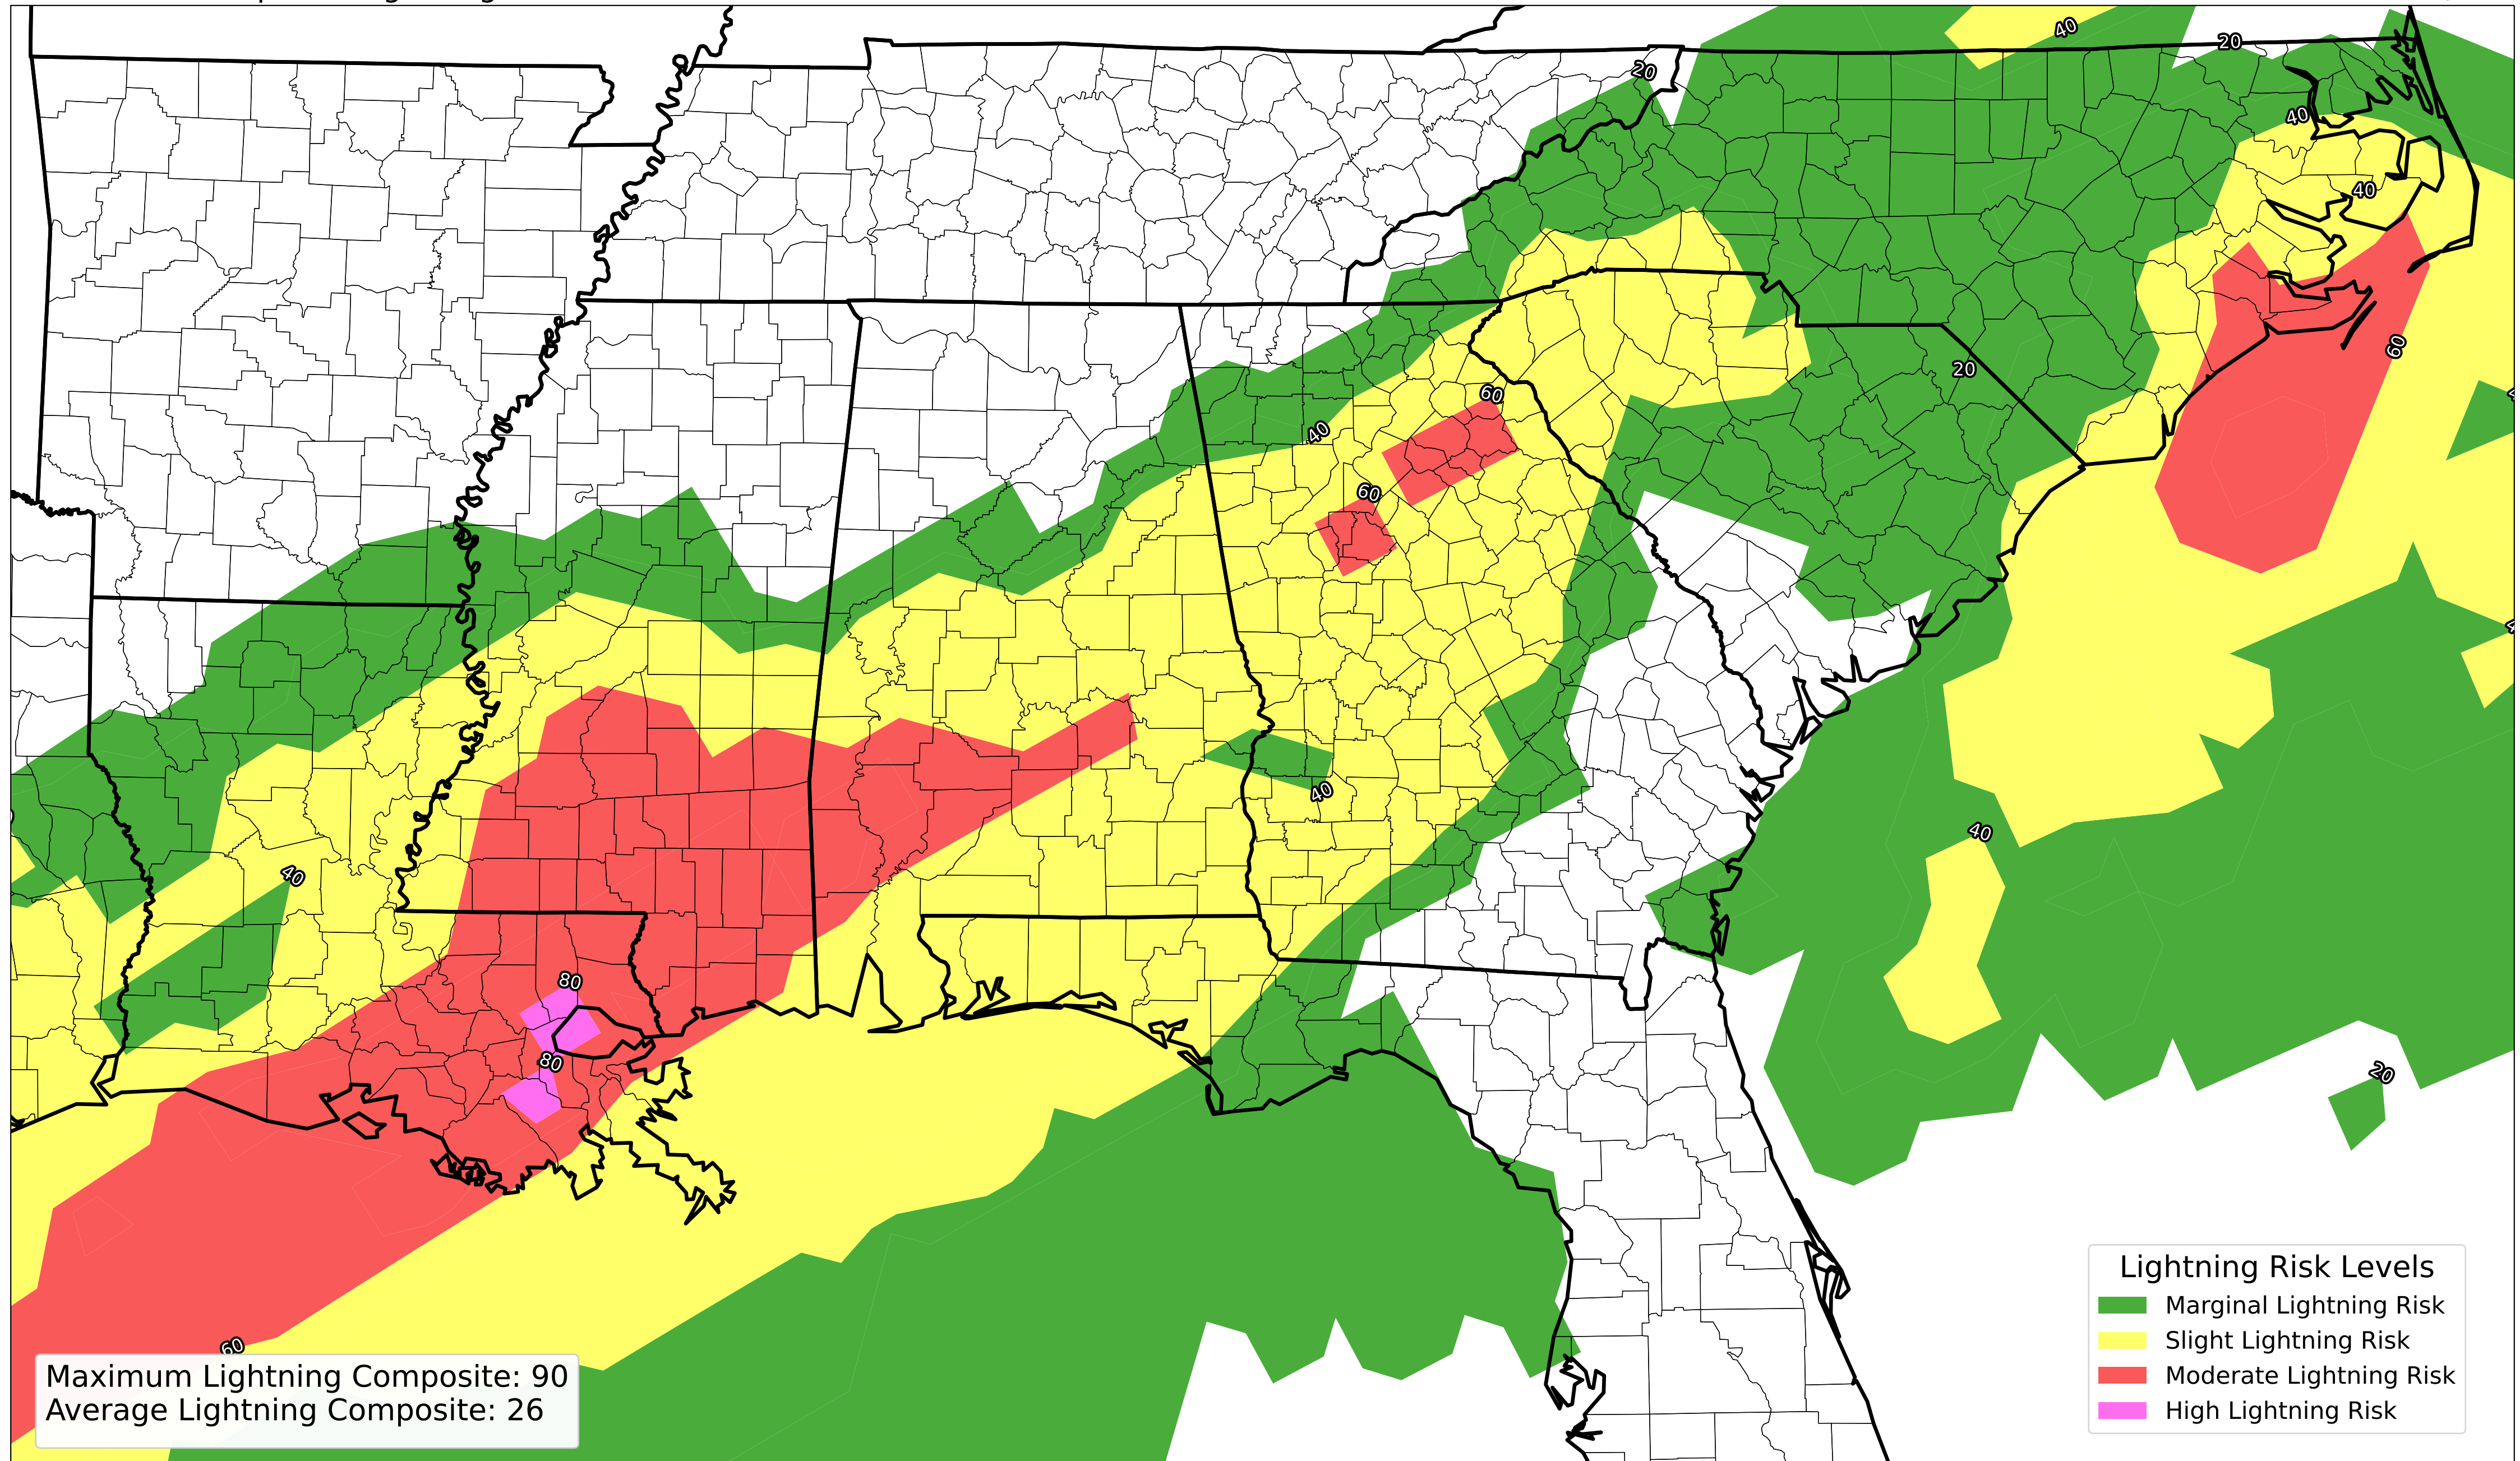 40
20
20
40
40
60
20
60
40
60
40
40
40
80
80
20
60
Lightning Risk Levels
Marginal Lightning Risk
Slight Lightning Risk
Moderate Lightning Risk
High Lightning Risk
Maximum Lightning Composite: 90
Average Lightning Composite: 26